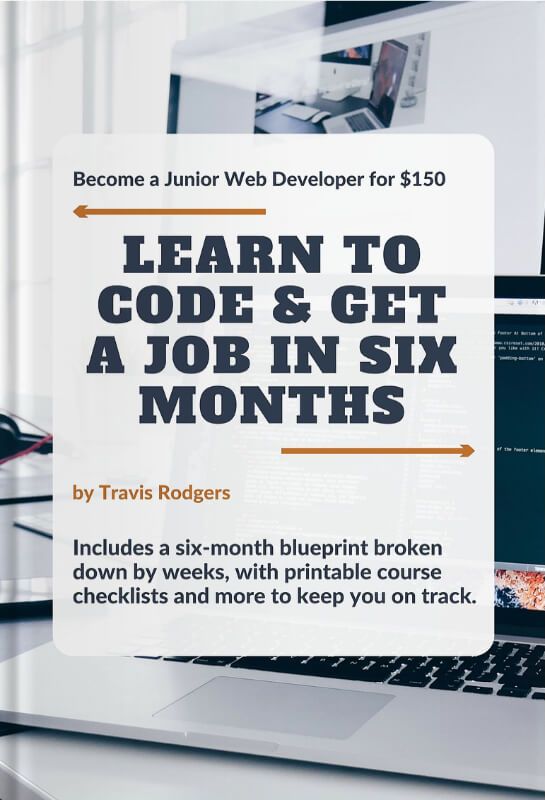 Become a Junior Web Developer for $150
LEARN TO
CODE & GET
A JOB IN SIX
MONTHS
by Travis Rodgers
Includes a six-month blueprint broken
down by weeks, with printable course
checklists and more to keep you on track.